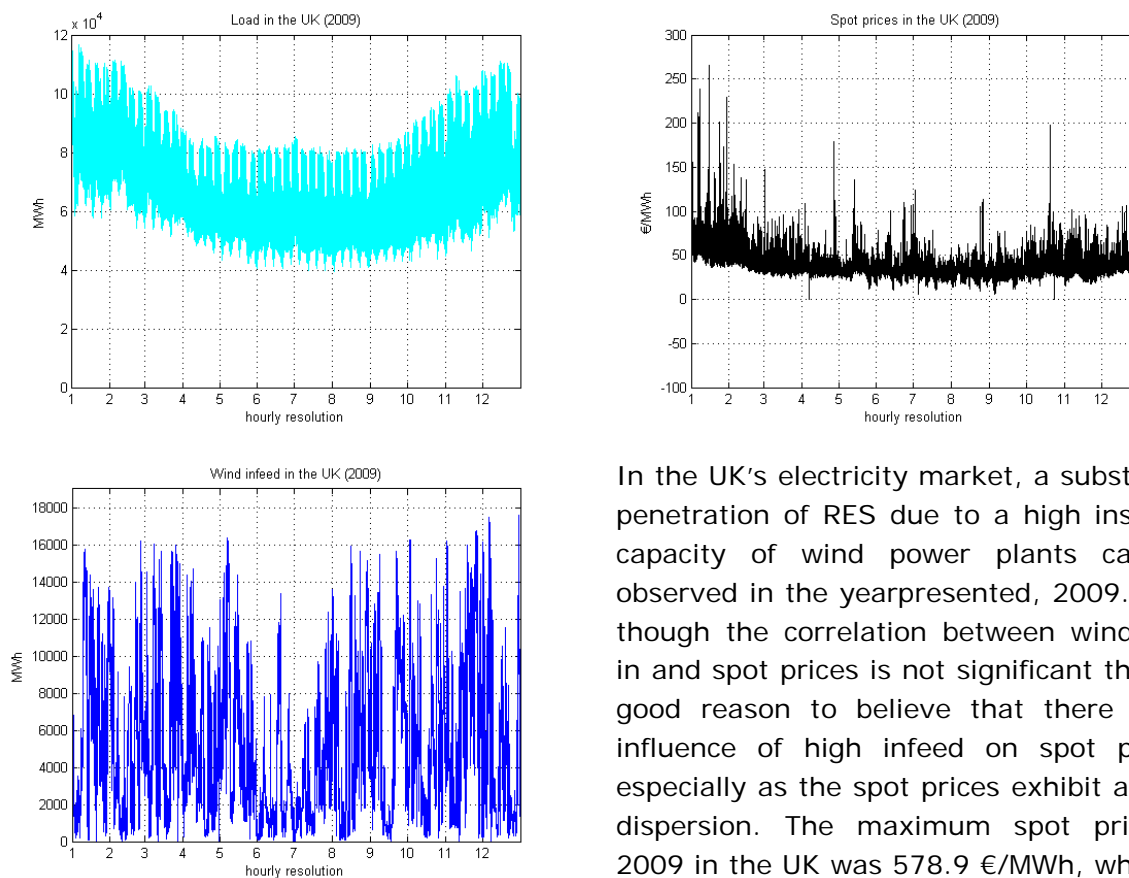 Load in the UK (2009)
x 10⁴
12
10
8
6
4
2
0
MWh
1 2 3 4 5 6 7 8 9 10 11 12
hourly resolution
Spot prices in the UK (2009)
300
250
200
150
100
50
0
-50
-100
€/MWh
1 2 3 4 5 6 7 8 9 10 11 12
hourly resolution
Wind infeed in the UK (2009)
18000
16000
14000
12000
10000
8000
6000
4000
2000
0
MWh
1 2 3 4 5 6 7 8 9 10 11 12
hourly resolution
In the UK's electricity market, a subst
penetration of RES due to a high ins
capacity of wind power plants ca
observed in the yearpresented, 2009.
though the correlation between wind
in and spot prices is not significant th
good reason to believe that there
influence of high infeed on spot p
especially as the spot prices exhibit a
dispersion. The maximum spot pri
2009 in the UK was 578.9 €/MWh, wh